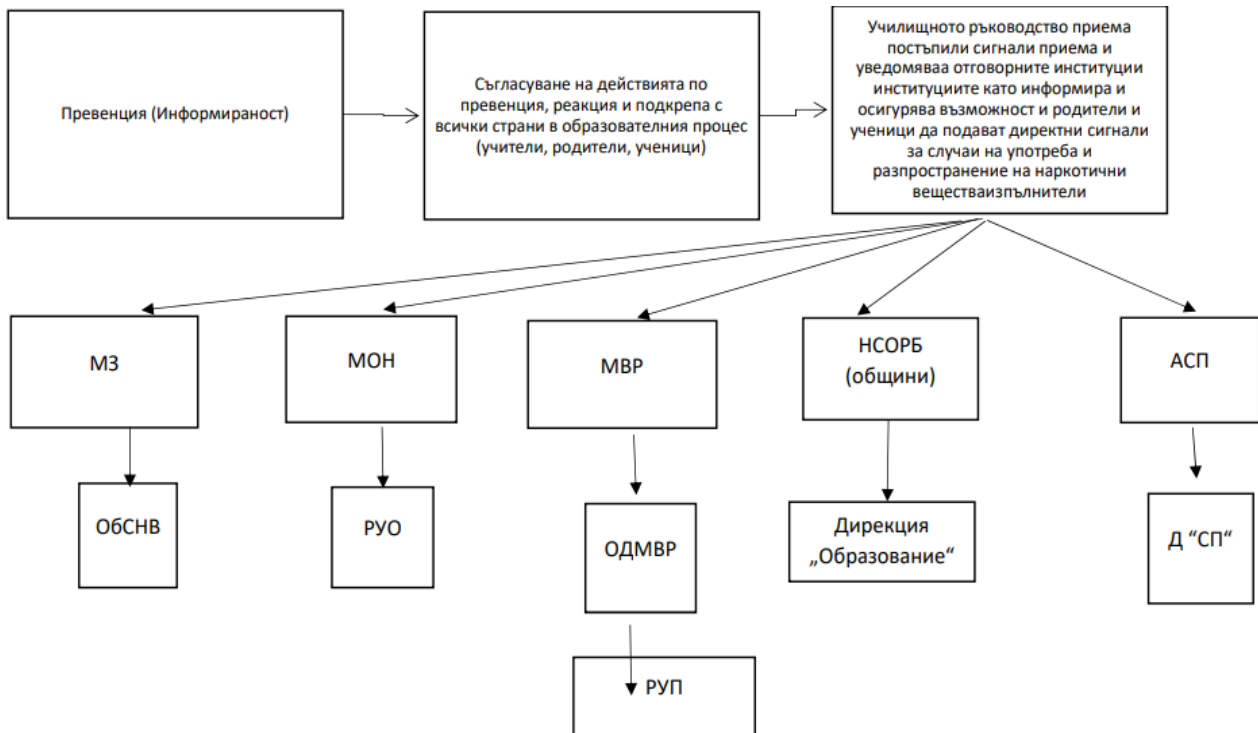 Превенция (Информираност)
Съгласуване на действията по
превенция, реакция и подкрепа с
всички страни в образователния процес
(учители, родители, ученици)
Училищното ръководство приема
постъпили сигнали приема и
уведомяваа отговорните институции
институциите като информира и
осигурява възможност и родители и
ученици да подават директни сигнали
за случаи на употреба и
разпространение на наркотични
веществаизпълнители
МЗ
МОН
МВР
НСОРБ
(общини)
АСП
ОбСНВ
РУО
ОДМВР
Дирекция
„Образование“
Д “СП“
РУП